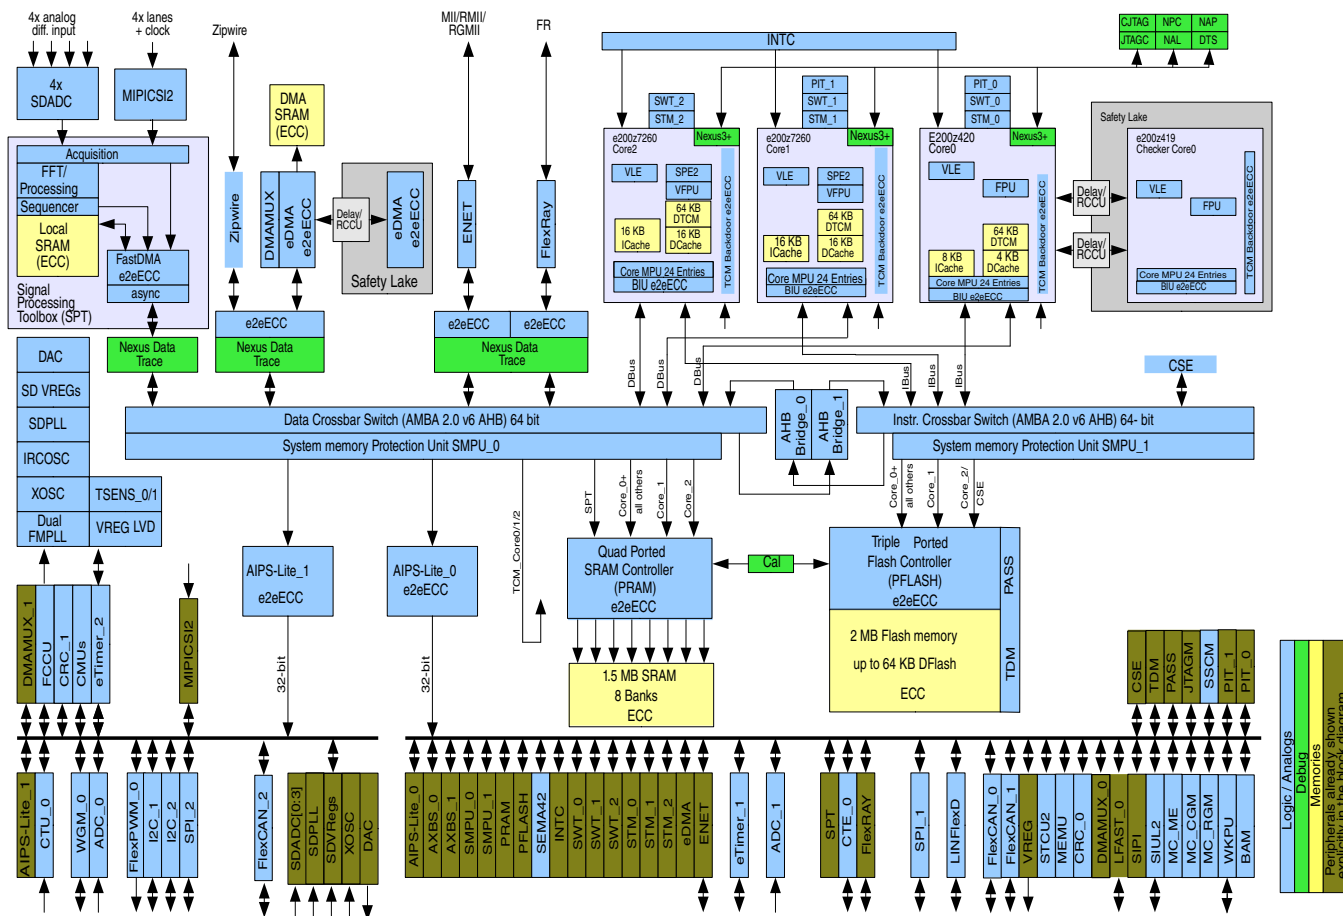 4x analog
diff. input
4x lanes
+ clock
Zipwire
MII/RMII/
RGMII
FR
INTC
CJTAG
NPC
NAP
JTAGC
NAL
DTS
4x
SDADC
MIPICSI2
DMA
SRAM
(ECC)
SWT_2
STM_2
PIT_1
SWT_1
STM_1
PIT_0
SWT_0
STM_0
Acquisition
FFT/
Processing
Sequencer
Local
SRAM
(ECC)
FastDMA
e2eECC
async
Signal
Processing
Toolbox (SPT)
Zipwire
DMAMUX
eDMA
e2eECC
Delay/
RCCU
eDMA
e2eECC
Safety Lake
ENET
FlexRay
e200z7260
Core2
Nexus3+
VLE
SPE2
VFPU
64 KB
DTCM
16 KB
ICache
16 KB
DCache
Core MPU 24 Entries
BIU e2eECC
TCM Backdoor e2eECC
e200z7260
Core1
Nexus3+
VLE
SPE2
VFPU
64 KB
DTCM
16 KB
ICache
16 KB
DCache
Core MPU 24 Entries
BIU e2eECC
TCM Backdoor e2eECC
E200z420
Core0
Nexus3+
VLE
FPU
64 KB
DTCM
8 KB
ICache
4 KB
DCache
Core MPU 24 Entries
BIU e2eECC
TCM Backdoor e2eECC
Delay/
RCCU
Delay/
RCCU
Safety Lake
e200z419
Checker Core0
VLE
FPU
Core MPU 24 Entries
BIU e2eECC
TCM Backdoor e2eECC
Nexus Data
Trace
e2eECC
Nexus Data
Trace
e2eECC
e2eECC
Nexus Data
Trace
DBus
DBus
DBus
IBus
IBus
IBus
CSE
DAC
SD VREGs
SDPLL
IRCOSC
XOSC
TSENS_0/1
Dual
FMPLL
VREG LVD
Data Crossbar Switch (AMBA 2.0 v6 AHB) 64 bit
System memory Protection Unit SMPU_0
AHB
Bridge_0
AHB
Bridge_1
Instr. Crossbar Switch (AMBA 2.0 v6 AHB) 64- bit
System memory Protection Unit SMPU_1
TCM_Core0/1/2
SPT
Core_0+
all others
Core_1
Core_2
Core_0+
all others
Core_1
Core_2/
CSE
AIPS-Lite_1
e2eECC
AIPS-Lite_0
e2eECC
32-bit
32-bit
Quad Ported
SRAM Controller
(PRAM)
e2eECC
Cal
Triple Ported
Flash Controller
(PFLASH)
e2eECC
PASS
TDM
1.5 MB SRAM
8 Banks
ECC
2 MB Flash memory
up to 64 KB DFlash
ECC
DMAMUX_1
FCCU
CRC_1
CMUs
eTimer_2
MIPICSI2
CSE
TDM
PASS
JTAGM
SSCM
PIT_1
PIT_0
AIPS-Lite_1
CTU_0
WGM_0
ADC_0
FlexPWM_0
I2C_1
I2C_2
SPI_2
FlexCAN_2
SDADC[0:3]
SDPLL
SDVRegs
XOSC
DAC
AIPS-Lite_0
AXBS_0
AXBS_1
SMPU_0
SMPU_1
PRAM
PFLASH
SEMA42
INTC
SWT_0
SWT_1
SWT_2
STM_0
STM_1
STM_2
eDMA
ENET
eTimer_1
ADC_1
SPT
CTE_0
FlexRAY
SPI_1
LINFlexD
FlexCAN_0
FlexCAN_1
VREG
STCU2
MEMU
CRC_0
DMAMUX_0
LFAST_0
SIPI
SIUL2
MC_ME
MC_CGM
MC_RGM
WKPU
BAM
Logic / Analogs
Debug
Memories
Peripherals already shown
explicitly in the block diagram